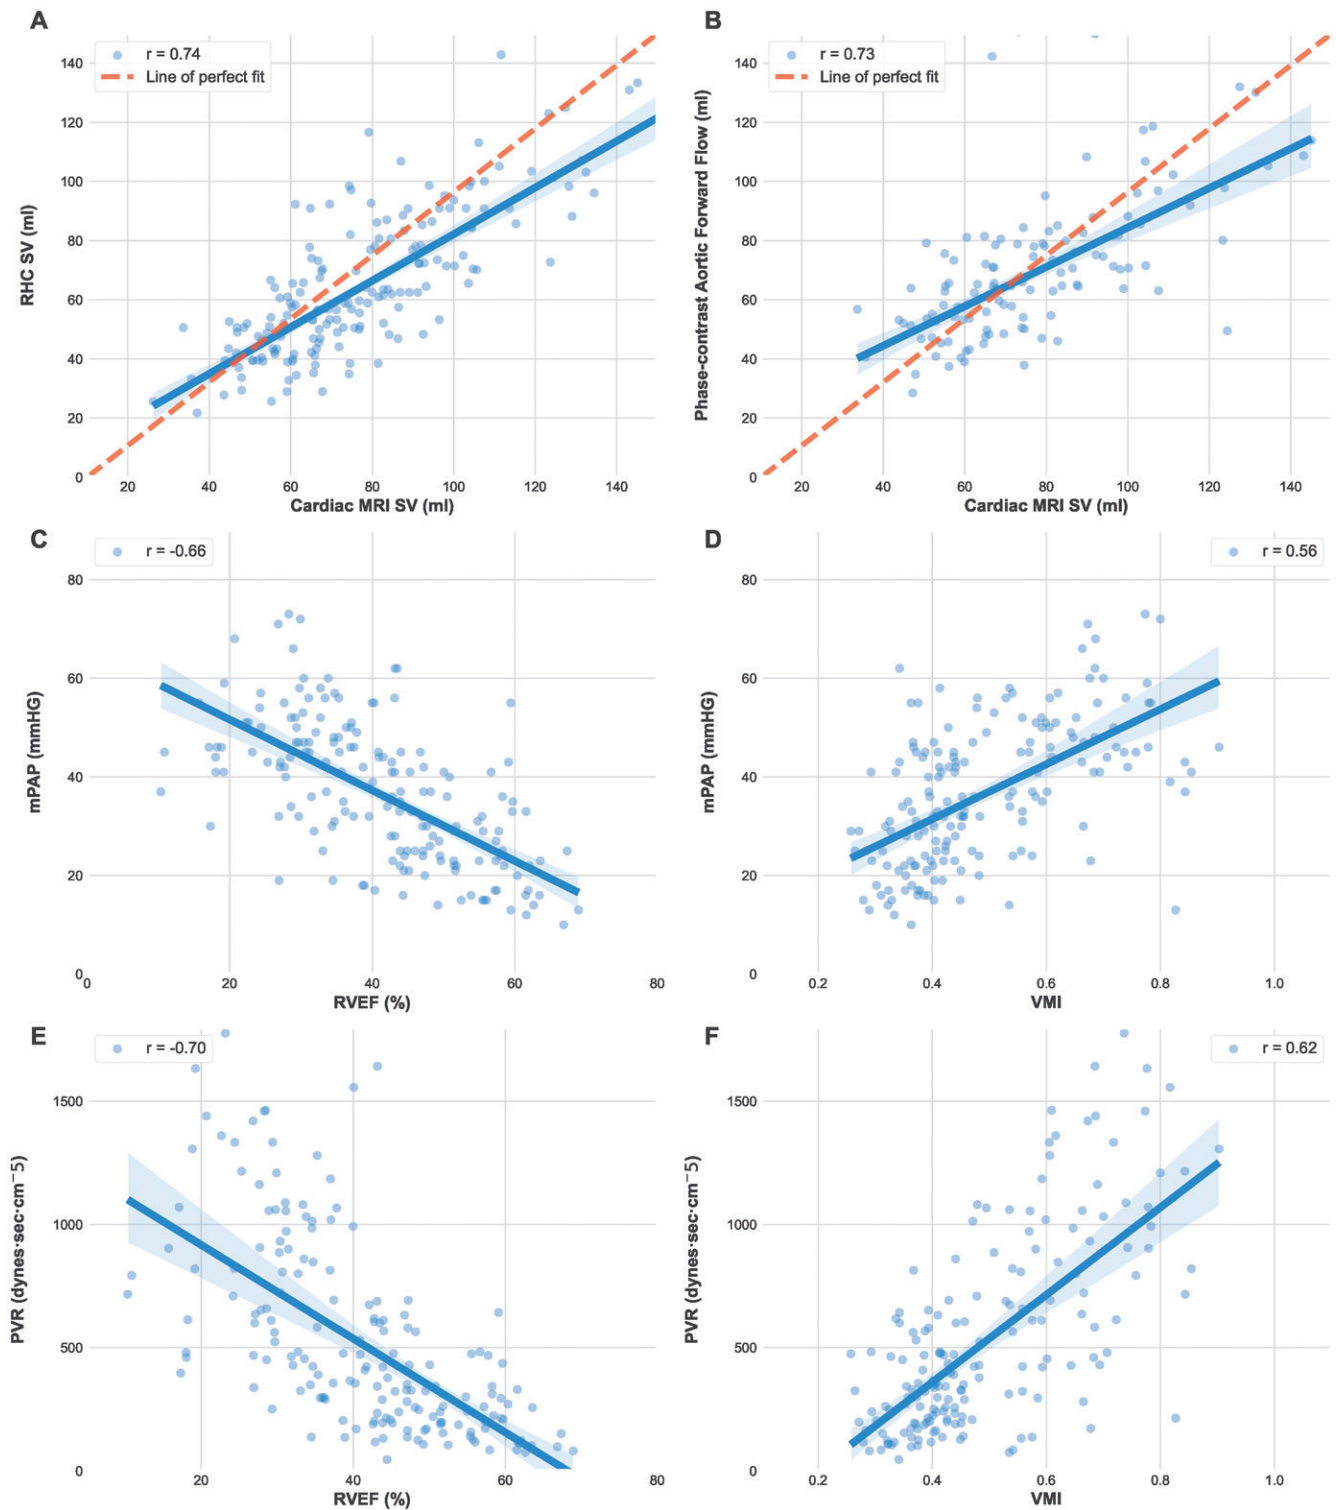 A
r = 0.74
Line of perfect fit
RHC SV (ml)
140
120
100
80
60
40
20
0
20 40 60 80 100 120 140
Cardiac MRI SV (ml)
B
r = 0.73
Line of perfect fit
Phase-contrast Aortic Forward Flow (ml)
140
120
100
80
60
40
20
0
20 40 60 80 100 120 140
Cardiac MRI SV (ml)
C
r = -0.66
mPAP (mmHG)
80
60
40
20
0
0 20 40 60 80
RVEF (%)
D
r = 0.56
mPAP (mmHG)
80
60
40
20
0
0.2 0.4 0.6 0.8 1.0
VMI
E
r = -0.70
PVR (dynes·sec·cm⁻5)
1500
1000
500
0
20 40 60 80
RVEF (%)
F
r = 0.62
PVR (dynes·sec·cm⁻5)
1500
1000
500
0
0.2 0.4 0.6 0.8 1.0
VMI